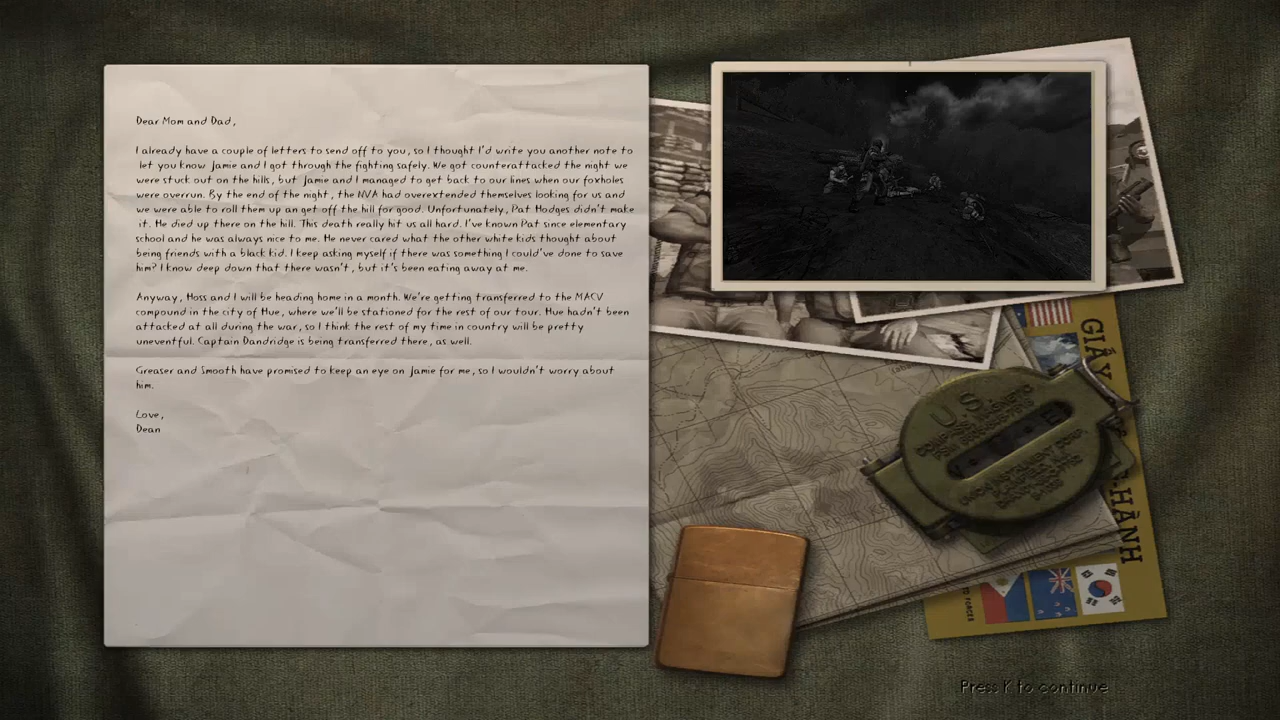 Dear Mom and Dad,
I already have a couple of letters to send off to you, so I thought I'd write you another note to
let you know Jamie and I got through the fighting safely. We got counterattacked the night we
were stuck out on the hills, but Jamie and I managed to get back to our lines when our foxholes
were overrun. By the end of the night, the NVA had overextended themselves looking for us and
we were able to roll them up an get off the hill for good. Unfortunately, Pat Hodges didn't make
it. He died up there on the hill. This death really hit us all hard. I've known Pat since elementary
school and he was always nice to me. He never cared what the other white kids thought about
being friends with a black kid. I keep asking myself if there was something I could've done to save
him? I know deep down that there wasn't, but it's been eating away at me.
Anyway, Hoss and I will be heading home in a month. We're getting transferred to the MACV
compound in the city of Hue, where we'll be stationed for the rest of our tour. Hue hadn't been
attacked at all during the war, so I think the rest of my time in country will be pretty
uneventful. Captain Dandridge is being transferred there, as well.
Greaser and Smooth have promised to keep an eye on Jamie for me, so I wouldn't worry about
him.
Love,
Dean
GIẤY
HÀNH
U.S.
Press K to continue